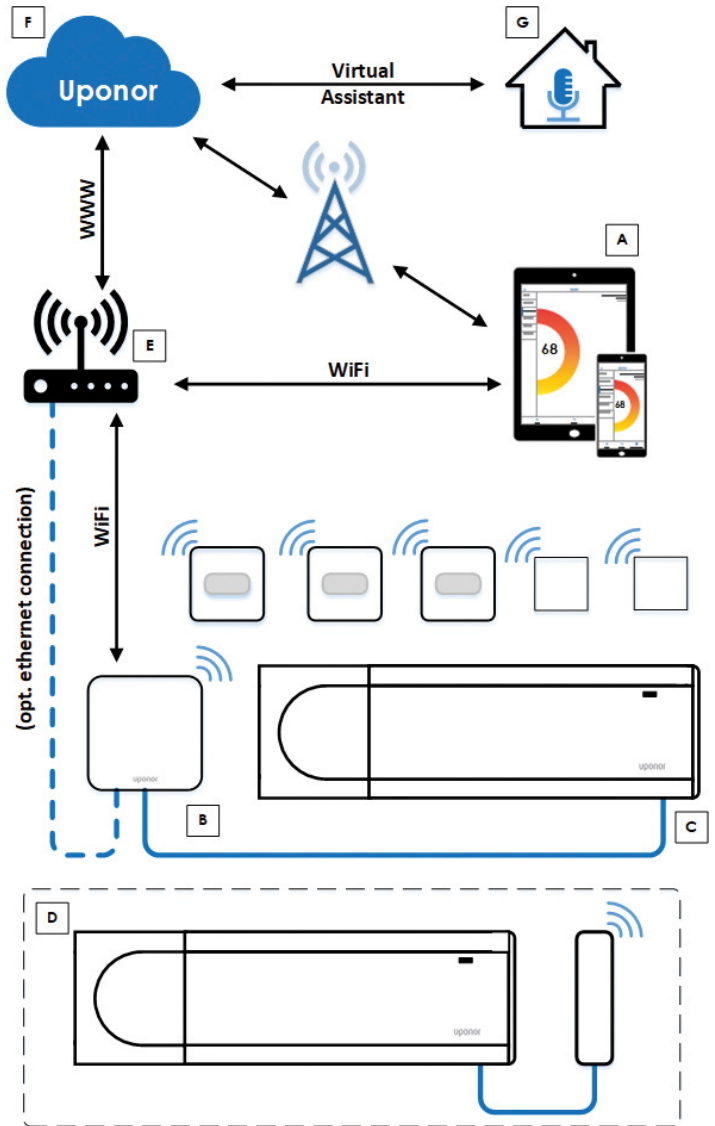 F
G
Uponor
Virtual
Assistant
WWW
A
E
68
68
WiFi
WiFi
(opt. ethernet connection)
uponor
uponor
B
C
D
uponor